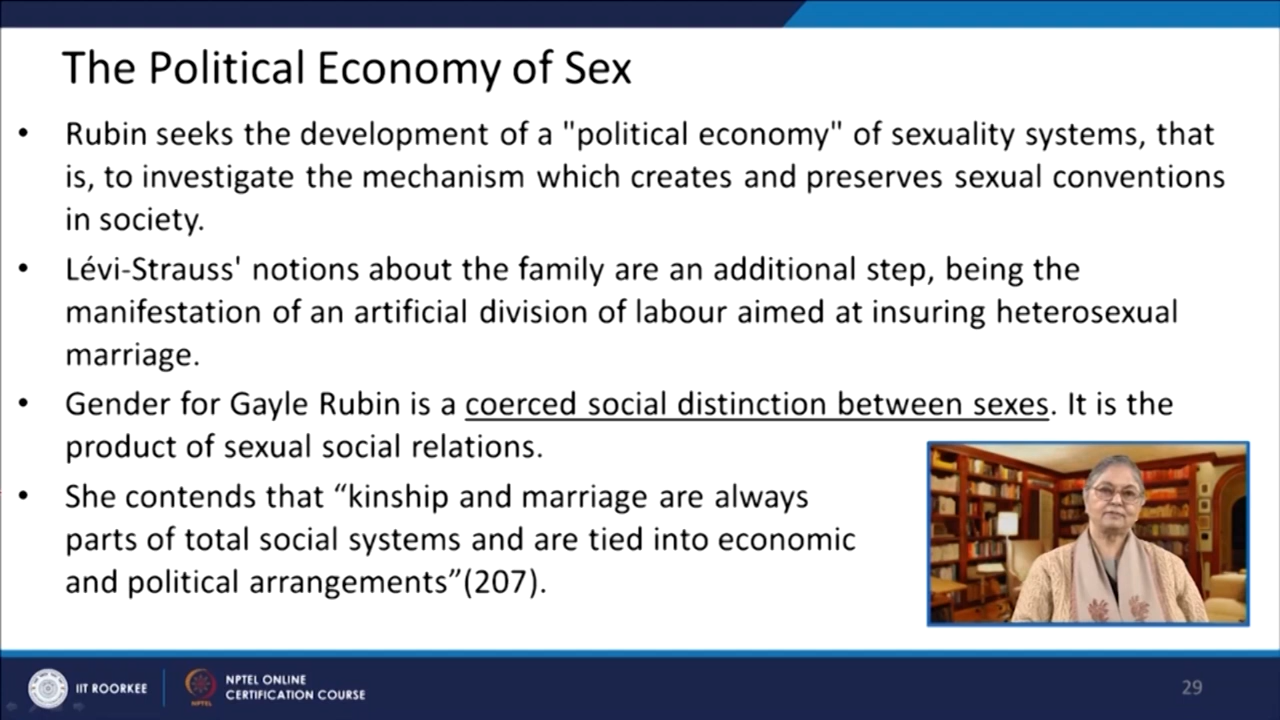 The Political Economy of Sex
• Rubin seeks the development of a "political economy" of sexuality systems, that
is, to investigate the mechanism which creates and preserves sexual conventions
in society.
• Lévi-Strauss' notions about the family are an additional step, being the
manifestation of an artificial division of labour aimed at insuring heterosexual
marriage.
• Gender for Gayle Rubin is a coerced social distinction between sexes. It is the
product of sexual social relations.
• She contends that “kinship and marriage are always
parts of total social systems and are tied into economic
and political arrangements”(207).
IIT ROORKEE
NPTEL
NPTEL ONLINE
CERTIFICATION COURSE
29